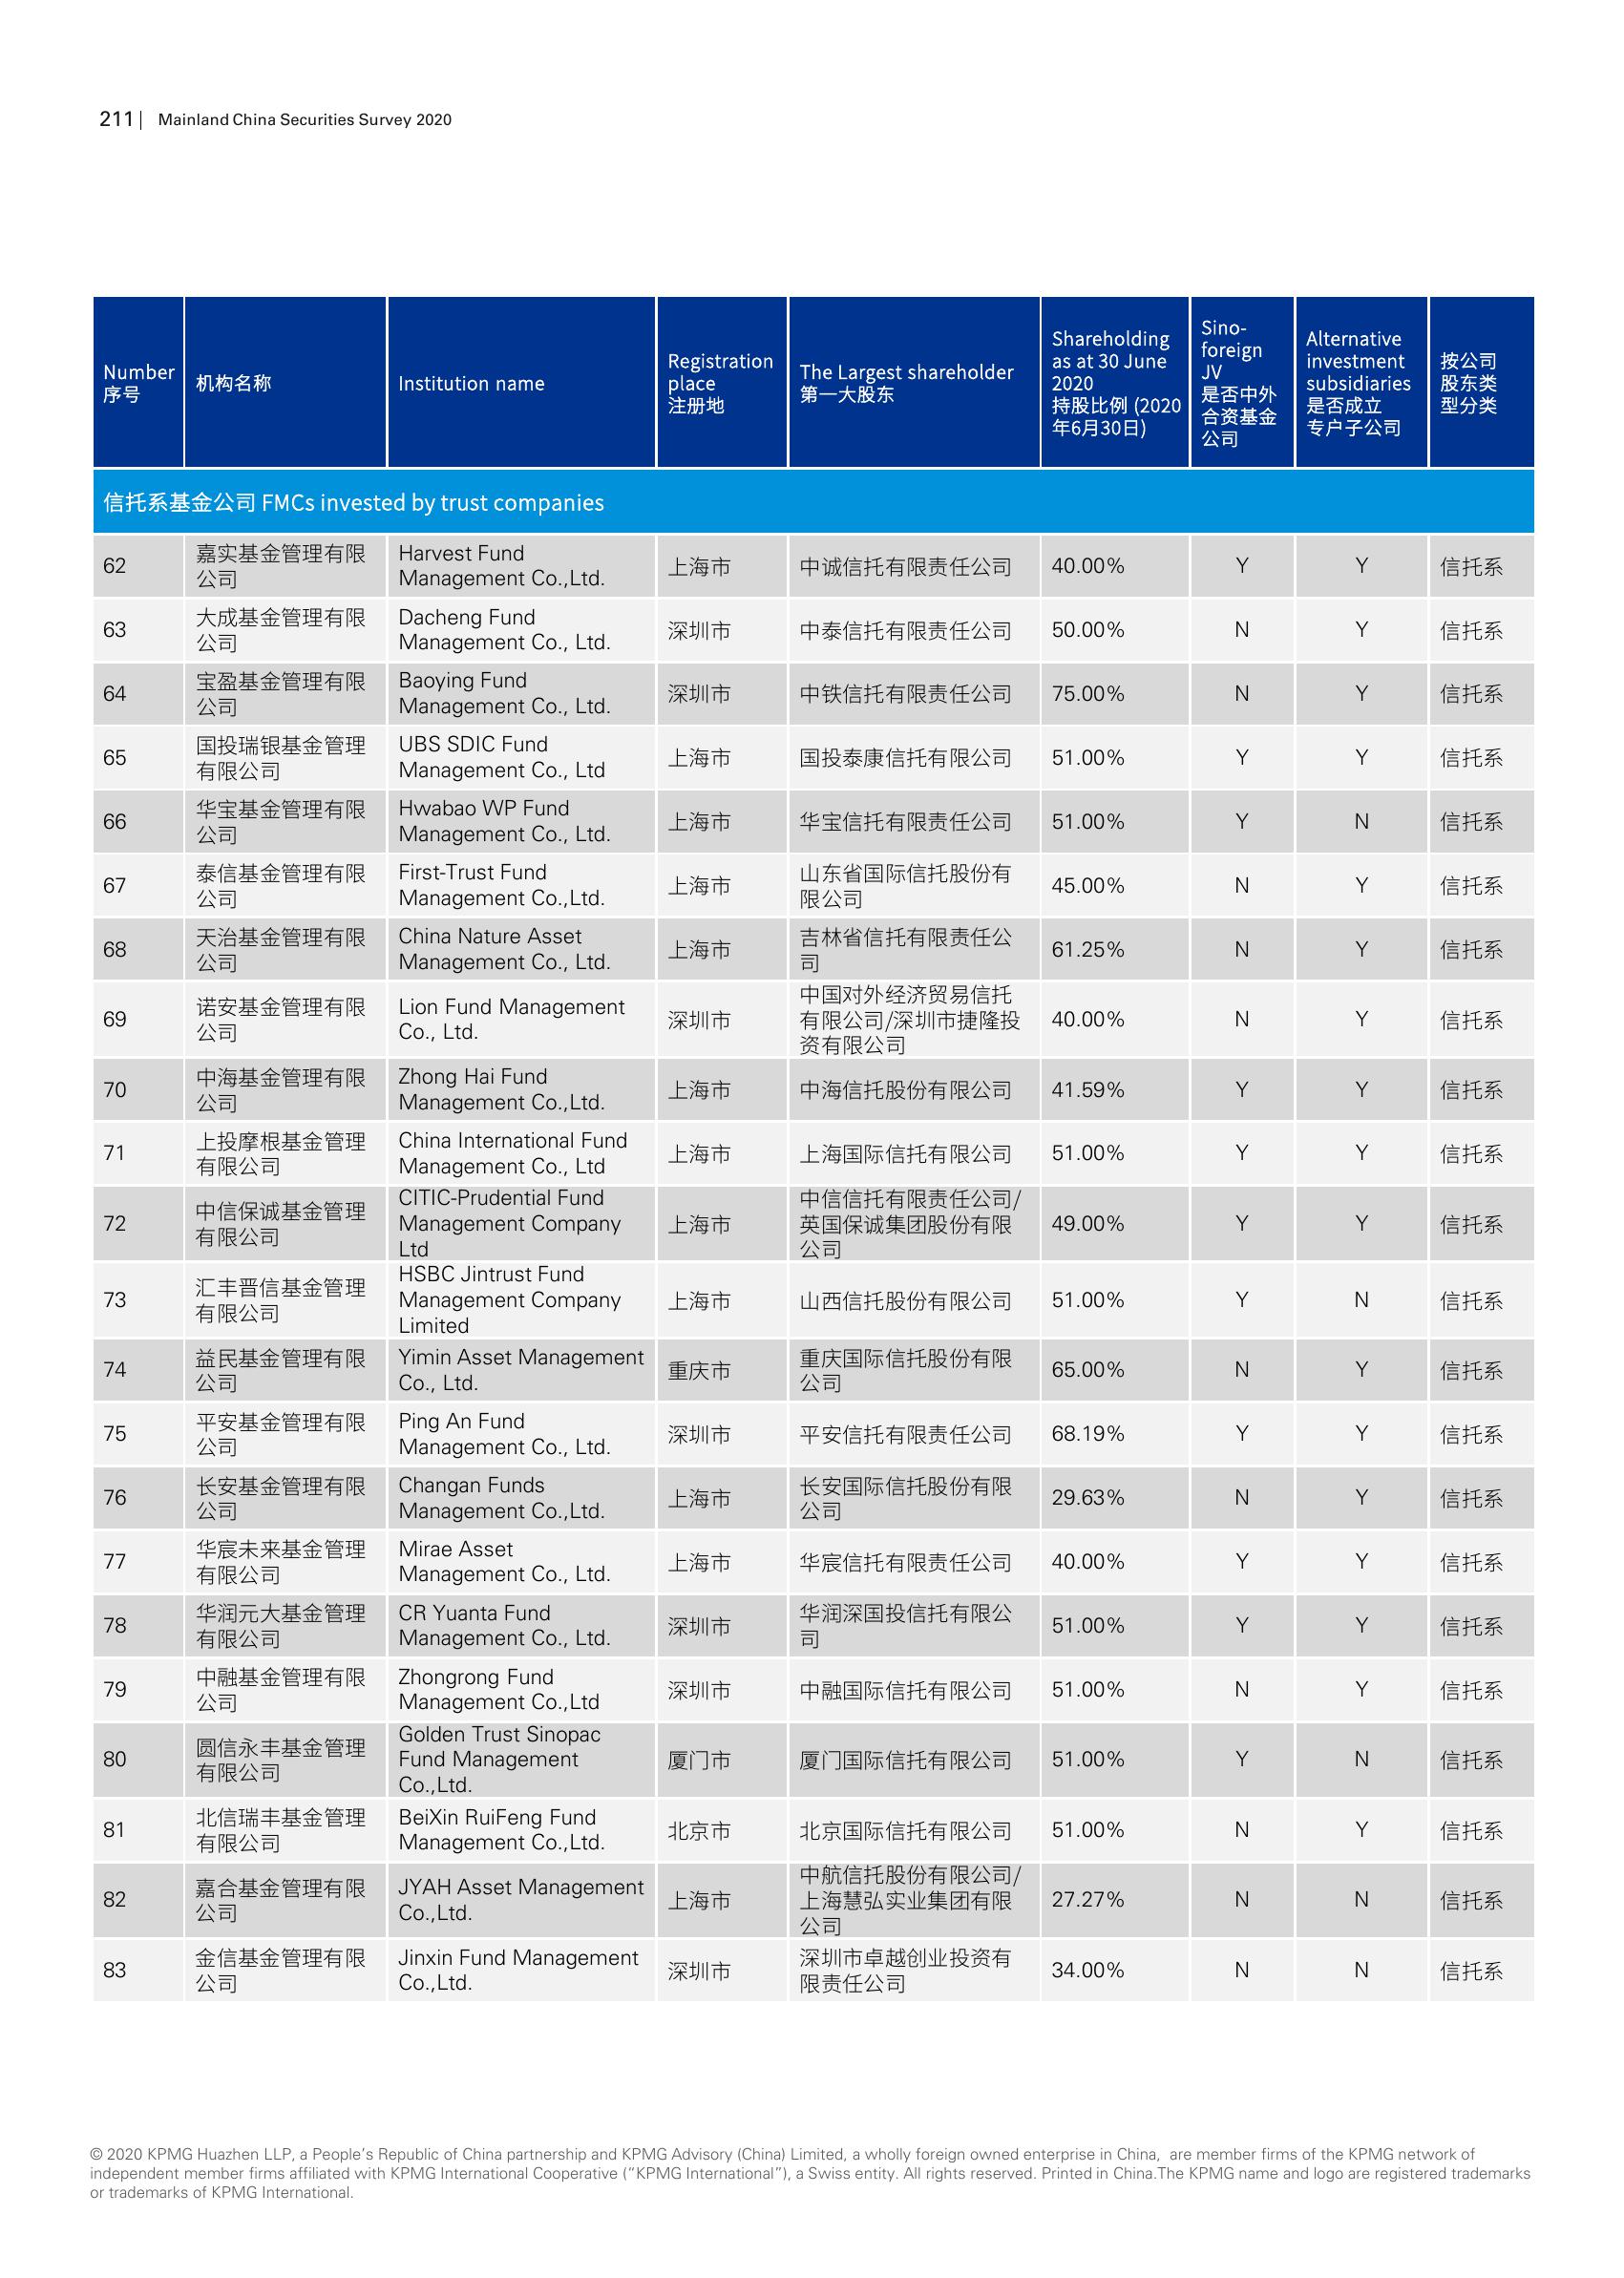 211 | Mainland China Securities Survey 2020
Number
序号
机构名称
Institution name
Registration
place
注册地
The Largest shareholder
第一大股东
Shareholding
as at 30 June
2020
持股比例 (2020
年6月30日)
Sino-
foreign
JV
是否中外
合资基金
公司
Alternative
investment
subsidiaries
是否成立
专户子公司
按公司
股东类
型分类
信托系基金公司 FMCs invested by trust companies
62
嘉实基金管理有限
公司
Harvest Fund
Management Co.,Ltd.
上海市
中诚信托有限责任公司
40.00%
Y
Y
信托系
63
大成基金管理有限
公司
Dacheng Fund
Management Co., Ltd.
深圳市
中泰信托有限责任公司
50.00%
N
Y
信托系
64
宝盈基金管理有限
公司
Baoying Fund
Management Co., Ltd.
深圳市
中铁信托有限责任公司
75.00%
N
Y
信托系
65
国投瑞银基金管理
有限公司
UBS SDIC Fund
Management Co., Ltd
上海市
国投泰康信托有限公司
51.00%
Y
Y
信托系
66
华宝基金管理有限
公司
Hwabao WP Fund
Management Co., Ltd.
上海市
华宝信托有限责任公司
51.00%
Y
N
信托系
67
泰信基金管理有限
公司
First-Trust Fund
Management Co.,Ltd.
上海市
山东省国际信托股份有
限公司
45.00%
N
Y
信托系
68
天治基金管理有限
公司
China Nature Asset
Management Co., Ltd.
上海市
吉林省信托有限责任公
司
61.25%
N
Y
信托系
69
诺安基金管理有限
公司
Lion Fund Management
Co., Ltd.
深圳市
中国对外经济贸易信托
有限公司/深圳市捷隆投
资有限公司
40.00%
N
Y
信托系
70
中海基金管理有限
公司
Zhong Hai Fund
Management Co.,Ltd.
上海市
中海信托股份有限公司
41.59%
Y
Y
信托系
71
上投摩根基金管理
有限公司
China International Fund
Management Co., Ltd
上海市
上海国际信托有限公司
51.00%
Y
Y
信托系
72
中信保诚基金管理
有限公司
CITIC-Prudential Fund
Management Company
Ltd
上海市
中信信托有限责任公司/
英国保诚集团股份有限
公司
49.00%
Y
Y
信托系
73
汇丰晋信基金管理
有限公司
HSBC Jintrust Fund
Management Company
Limited
上海市
山西信托股份有限公司
51.00%
Y
N
信托系
74
益民基金管理有限
公司
Yimin Asset Management
Co., Ltd.
重庆市
重庆国际信托股份有限
公司
65.00%
N
Y
信托系
75
平安基金管理有限
公司
Ping An Fund
Management Co., Ltd.
深圳市
平安信托有限责任公司
68.19%
Y
Y
信托系
76
长安基金管理有限
公司
Changan Funds
Management Co.,Ltd.
上海市
长安国际信托股份有限
公司
29.63%
N
Y
信托系
77
华宸未来基金管理
有限公司
Mirae Asset
Management Co., Ltd.
上海市
华宸信托有限责任公司
40.00%
Y
Y
信托系
78
华润元大基金管理
有限公司
CR Yuanta Fund
Management Co., Ltd.
深圳市
华润深国投信托有限公
司
51.00%
Y
Y
信托系
79
中融基金管理有限
公司
Zhongrong Fund
Management Co.,Ltd
深圳市
中融国际信托有限公司
51.00%
N
Y
信托系
80
圆信永丰基金管理
有限公司
Golden Trust Sinopac
Fund Management
Co.,Ltd.
厦门市
厦门国际信托有限公司
51.00%
Y
N
信托系
81
北信瑞丰基金管理
有限公司
BeiXin RuiFeng Fund
Management Co.,Ltd.
北京市
北京国际信托有限公司
51.00%
N
Y
信托系
82
嘉合基金管理有限
公司
JYAH Asset Management
Co.,Ltd.
上海市
中航信托股份有限公司/
上海慧弘实业集团有限
公司
27.27%
N
N
信托系
83
金信基金管理有限
公司
Jinxin Fund Management
Co.,Ltd.
深圳市
深圳市卓越创业投资有
限责任公司
34.00%
N
N
信托系
© 2020 KPMG Huazhen LLP, a People’s Republic of China partnership and KPMG Advisory (China) Limited, a wholly foreign owned enterprise in China, are member firms of the KPMG network of
independent member firms affiliated with KPMG International Cooperative (“KPMG International”), a Swiss entity. All rights reserved. Printed in China.The KPMG name and logo are registered trademarks
or trademarks of KPMG International.